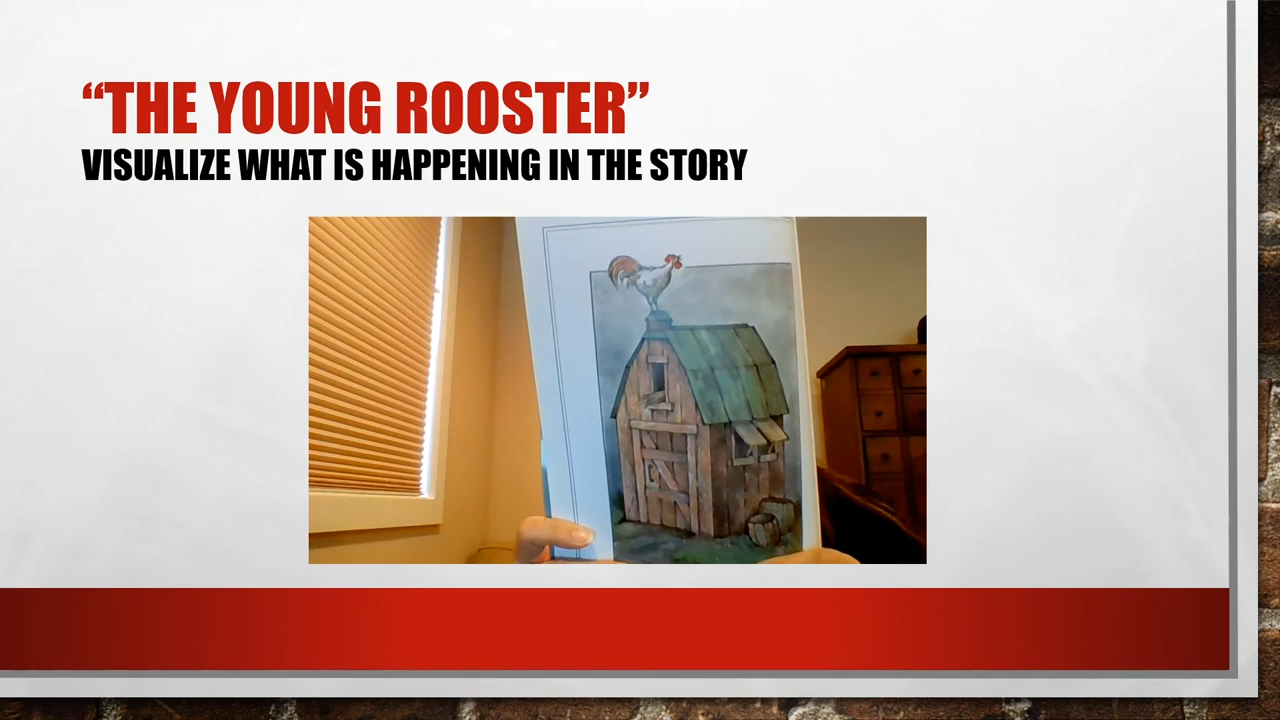 “THE YOUNG ROOSTER”
VISUALIZE WHAT IS HAPPENING IN THE STORY